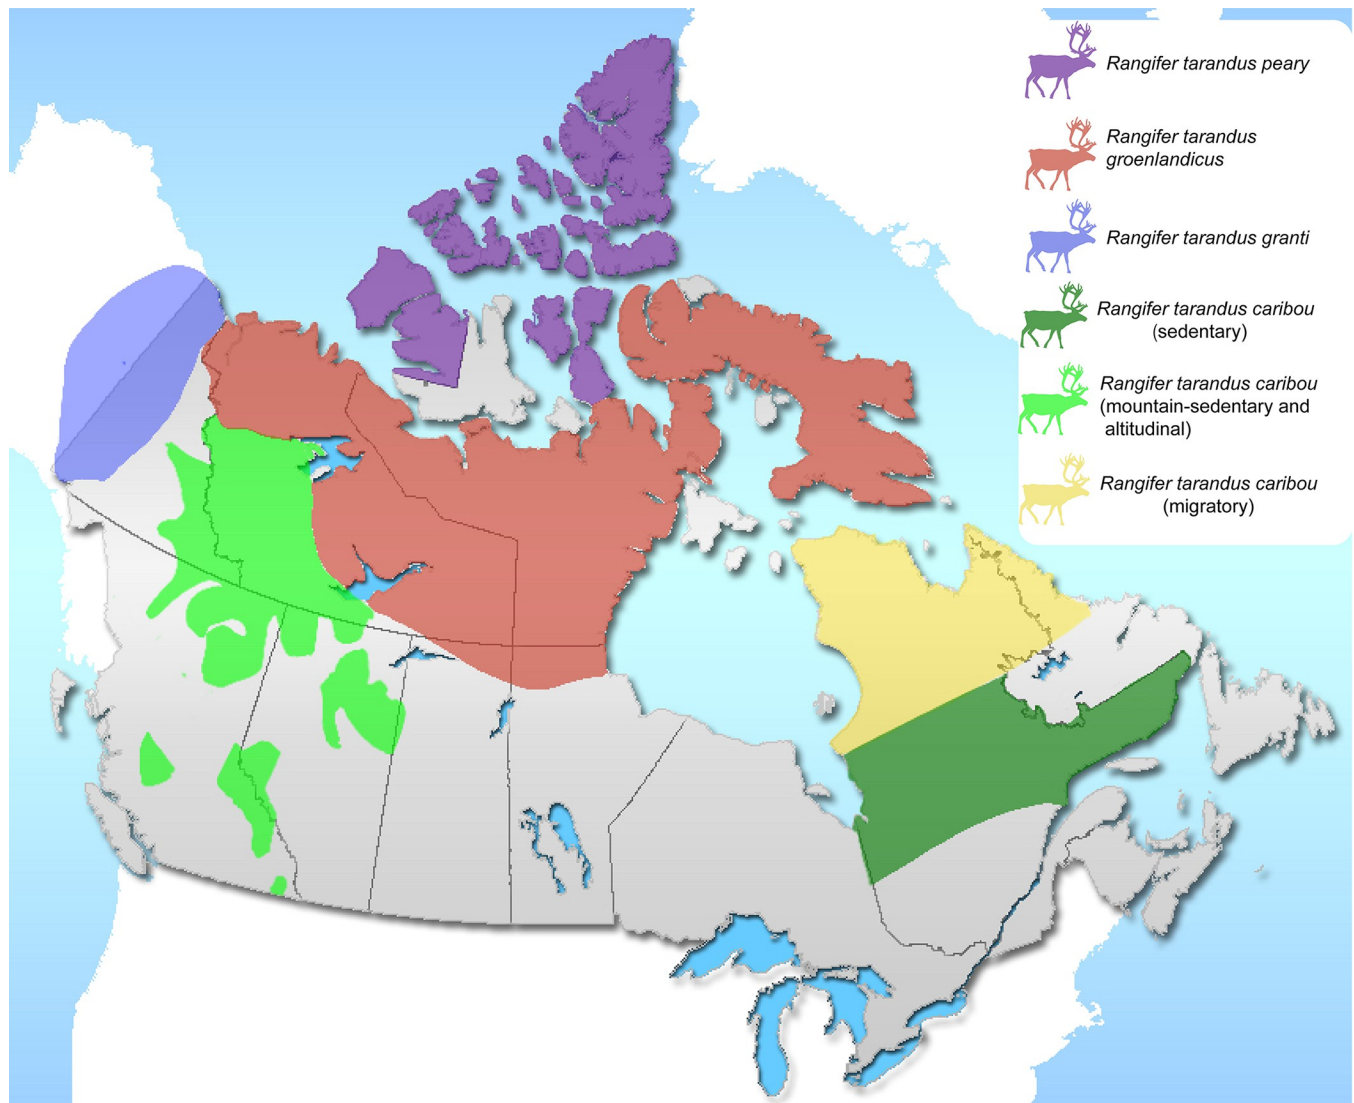 Rangifer tarandus peary
Rangifer tarandus
groenlandicus
Rangifer tarandus granti
Rangifer tarandus caribou
(sedentary)
Rangifer tarandus caribou
(mountain-sedentary and
altitudinal)
Rangifer tarandus caribou
(migratory)